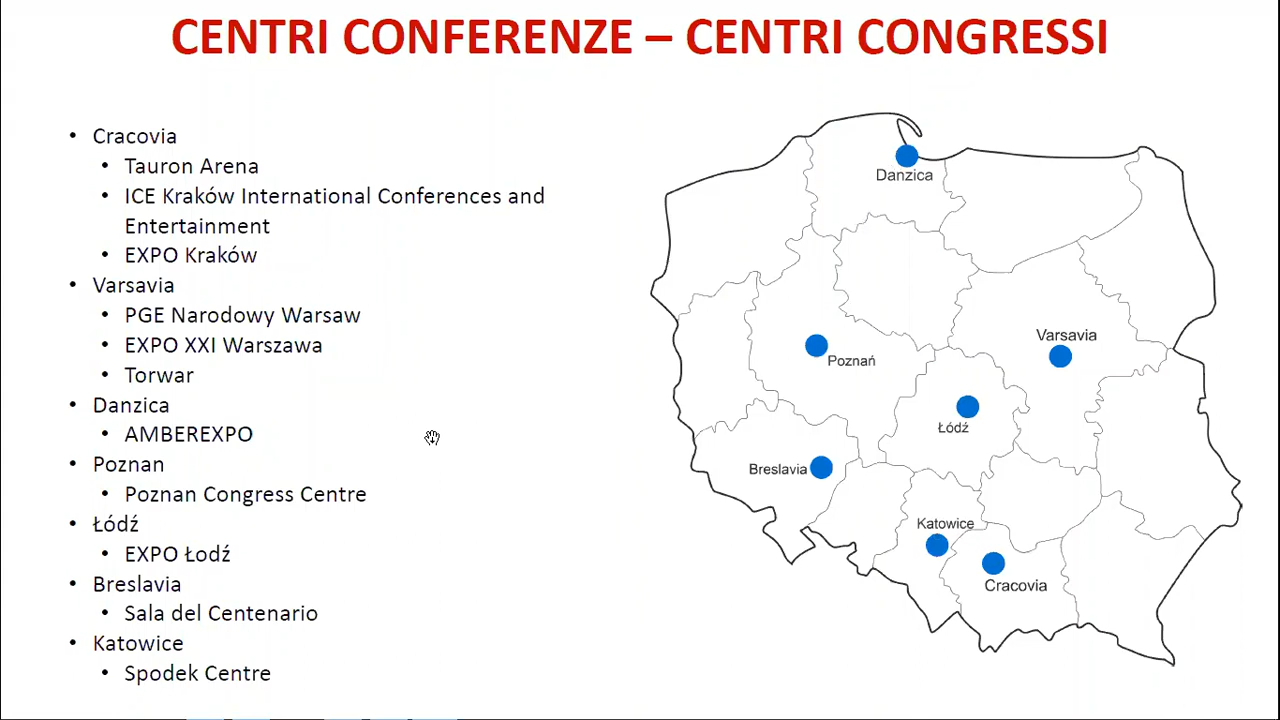 CENTRI CONFERENZE – CENTRI CONGRESSI
• Cracovia
• Tauron Arena
• ICE Kraków International Conferences and
Entertainment
• EXPO Kraków
• Varsavia
• PGE Narodowy Warsaw
• EXPO XXI Warszawa
• Torwar
• Danzica
• AMBEREXPO
• Poznan
• Poznan Congress Centre
• Łódź
• EXPO Łodź
• Breslavia
• Sala del Centenario
• Katowice
• Spodek Centre
Danzica
Varsavia
Poznań
Łódź
Breslavia
Katowice
Cracovia